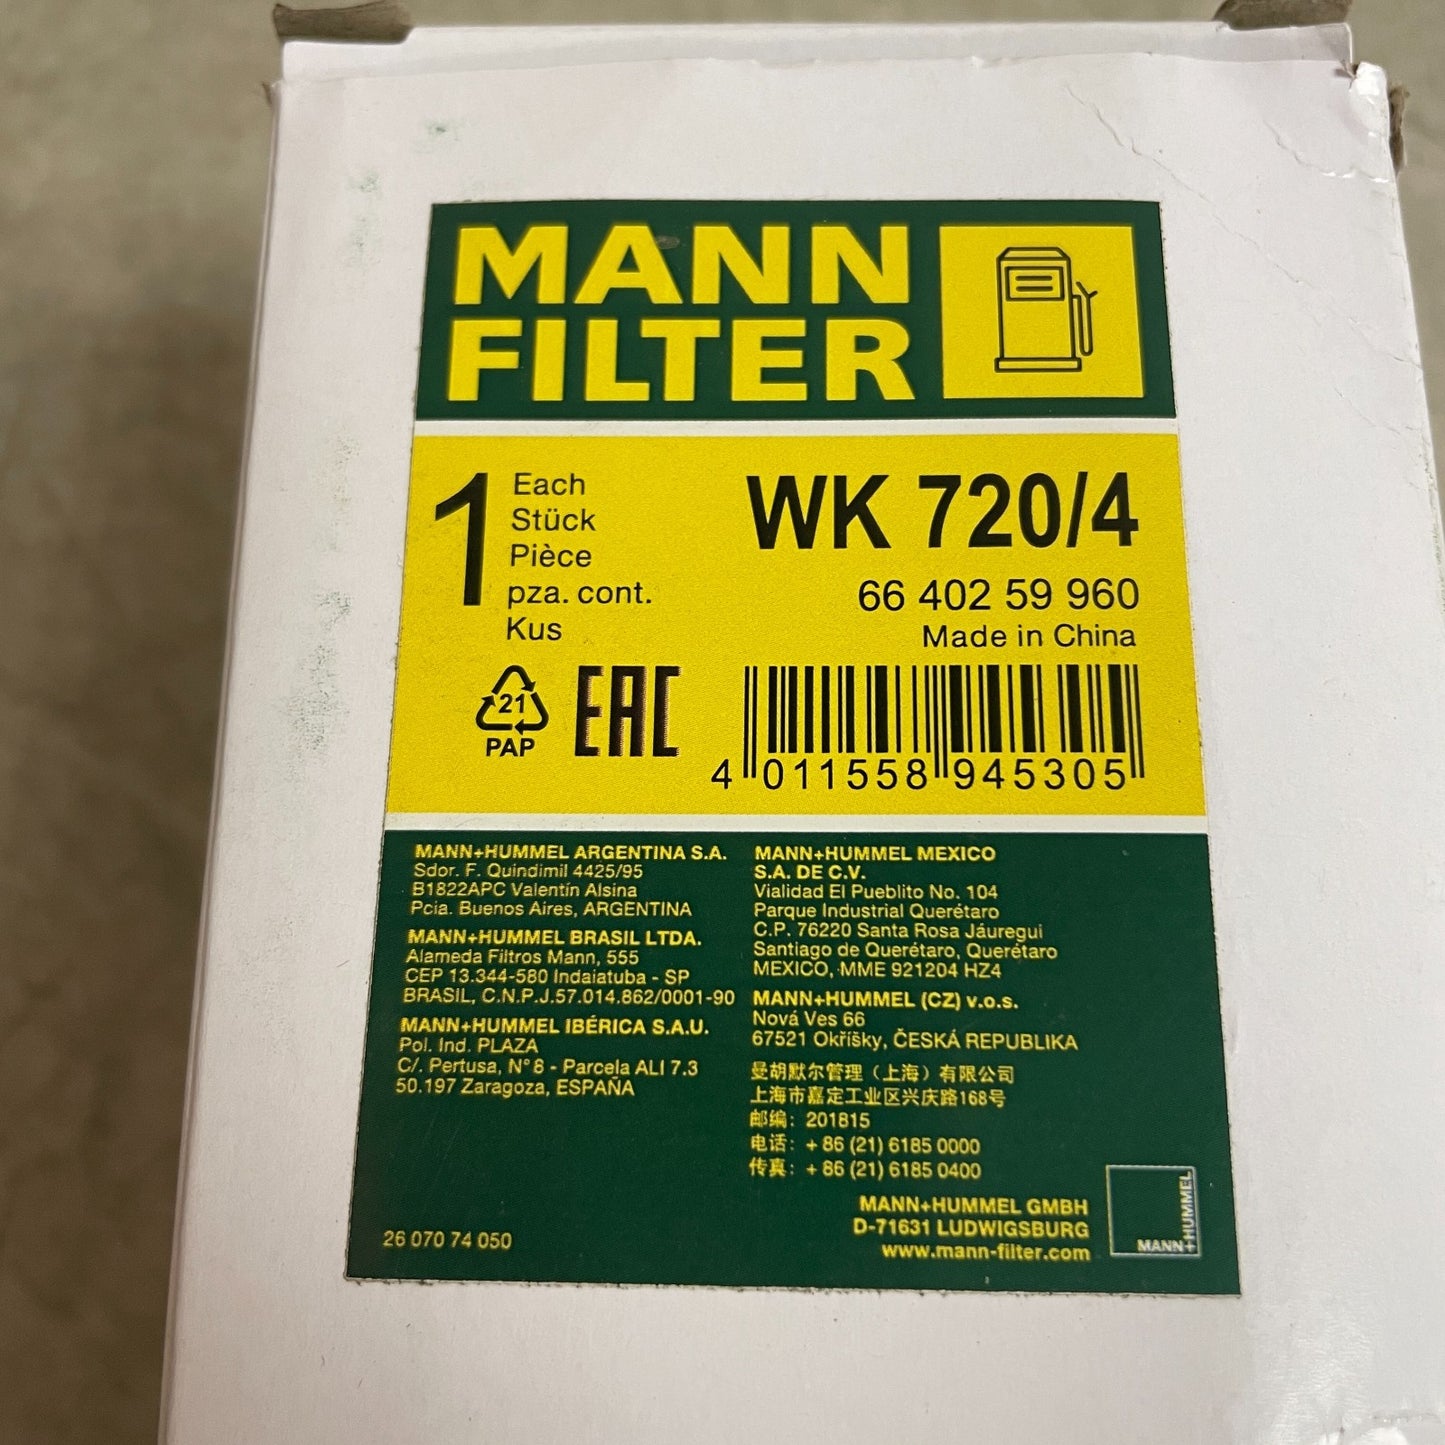 MANN
FILTER
1
Each
Stück
Pièce
pza. cont.
Kus
WK 720/4
66 402 59 960
Made in China
21
PAP
EAC
4 011558 945305
MANN+HUMMEL ARGENTINA S.A.
Sdor. F. Quindimil 4425/95
B1822APC Valentín Alsina
Pcia. Buenos Aires, ARGENTINA
MANN+HUMMEL BRASIL LTDA.
Alameda Filtros Mann, 555
CEP 13.344-580 Indaiatuba - SP
BRASIL, C.N.P.J.57.014.862/0001-90
MANN+HUMMEL IBÉRICA S.A.U.
Pol. Ind. PLAZA
C/. Pertusa, N° 8 - Parcela ALI 7.3
50.197 Zaragoza, ESPAÑA
26 070 74 050
MANN+HUMMEL MEXICO
S.A. DE C.V.
Vialidad El Pueblito No. 104
Parque Industrial Querétaro
C.P. 76220 Santa Rosa Jáuregui
Santiago de Querétaro, Querétaro
MEXICO, MME 921204 HZ4
MANN+HUMMEL (CZ) v.o.s.
Nová Ves 66
67521 Okříšky, ČESKÁ REPUBLIKA
曼胡默尔管理（上海）有限公司
上海市嘉定工业区兴庆路168号
邮编：201815
电话：+ 86 (21) 6185 0000
传真：+ 86 (21) 6185 0400
MANN+HUMMEL GMBH
D-71631 LUDWIGSBURG
www.mann-filter.com
MANN+HUMMEL